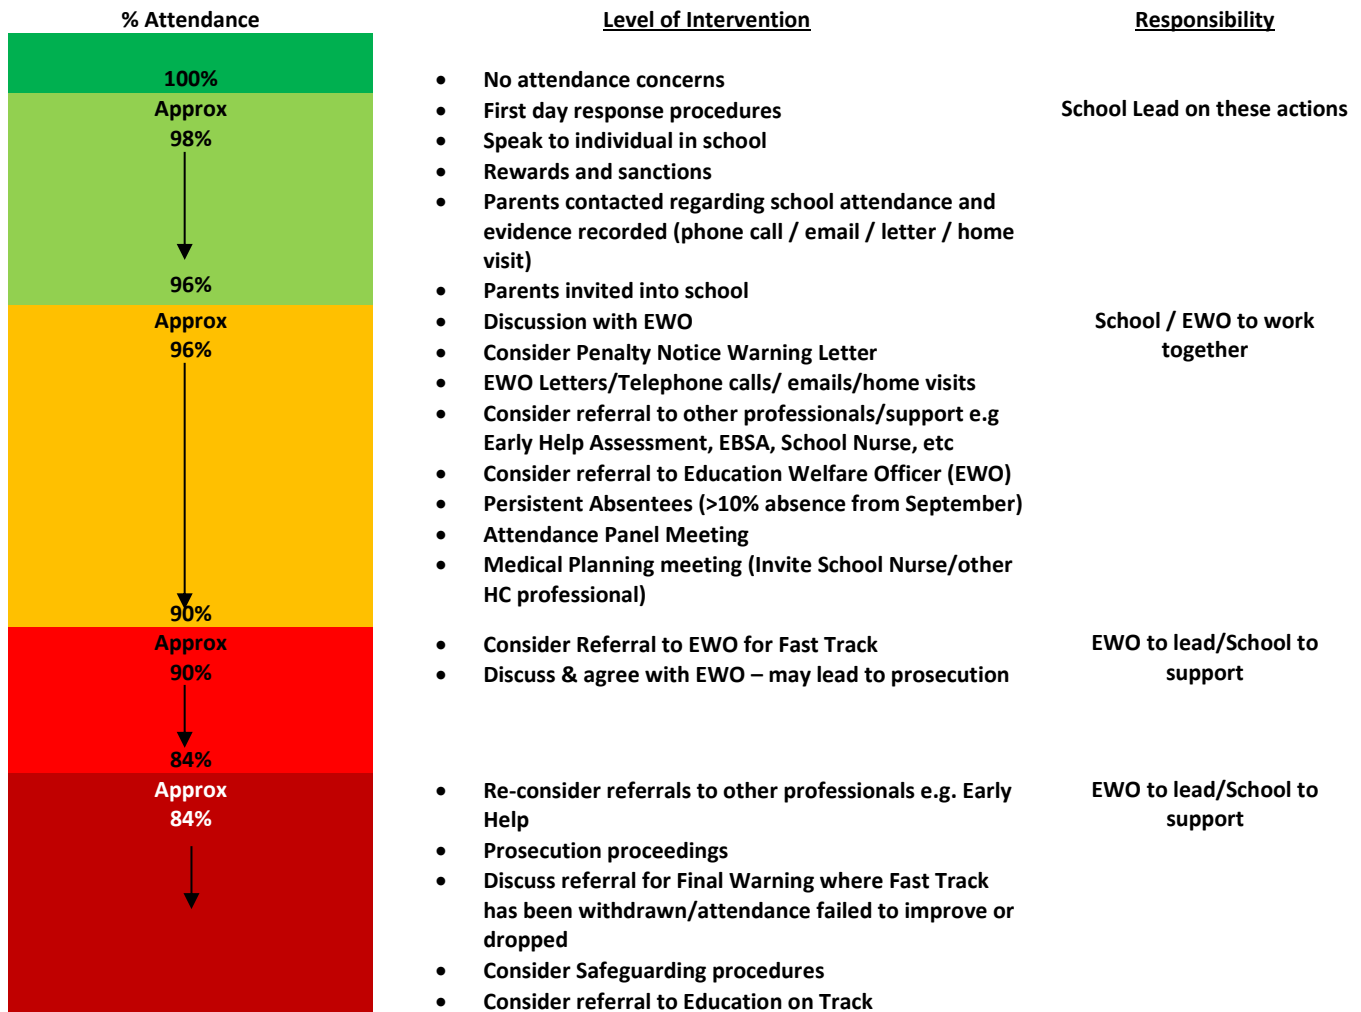 % Attendance
Level of Intervention
Responsibility
100%
• No attendance concerns
Approx
98%
96%
• First day response procedures
• Speak to individual in school
• Rewards and sanctions
• Parents contacted regarding school attendance and
evidence recorded (phone call / email / letter / home
visit)
• Parents invited into school
School Lead on these actions
Approx
96%
90%
• Discussion with EWO
• Consider Penalty Notice Warning Letter
• EWO Letters/Telephone calls/ emails/home visits
• Consider referral to other professionals/support e.g
Early Help Assessment, EBSA, School Nurse, etc
• Consider referral to Education Welfare Officer (EWO)
• Persistent Absentees (>10% absence from September)
• Attendance Panel Meeting
• Medical Planning meeting (Invite School Nurse/other
HC professional)
School / EWO to work
together
Approx
90%
84%
• Consider Referral to EWO for Fast Track
• Discuss & agree with EWO – may lead to prosecution
EWO to lead/School to
support
Approx
84%
• Re-consider referrals to other professionals e.g. Early
Help
• Prosecution proceedings
• Discuss referral for Final Warning where Fast Track
has been withdrawn/attendance failed to improve or
dropped
• Consider Safeguarding procedures
• Consider referral to Education on Track
EWO to lead/School to
support